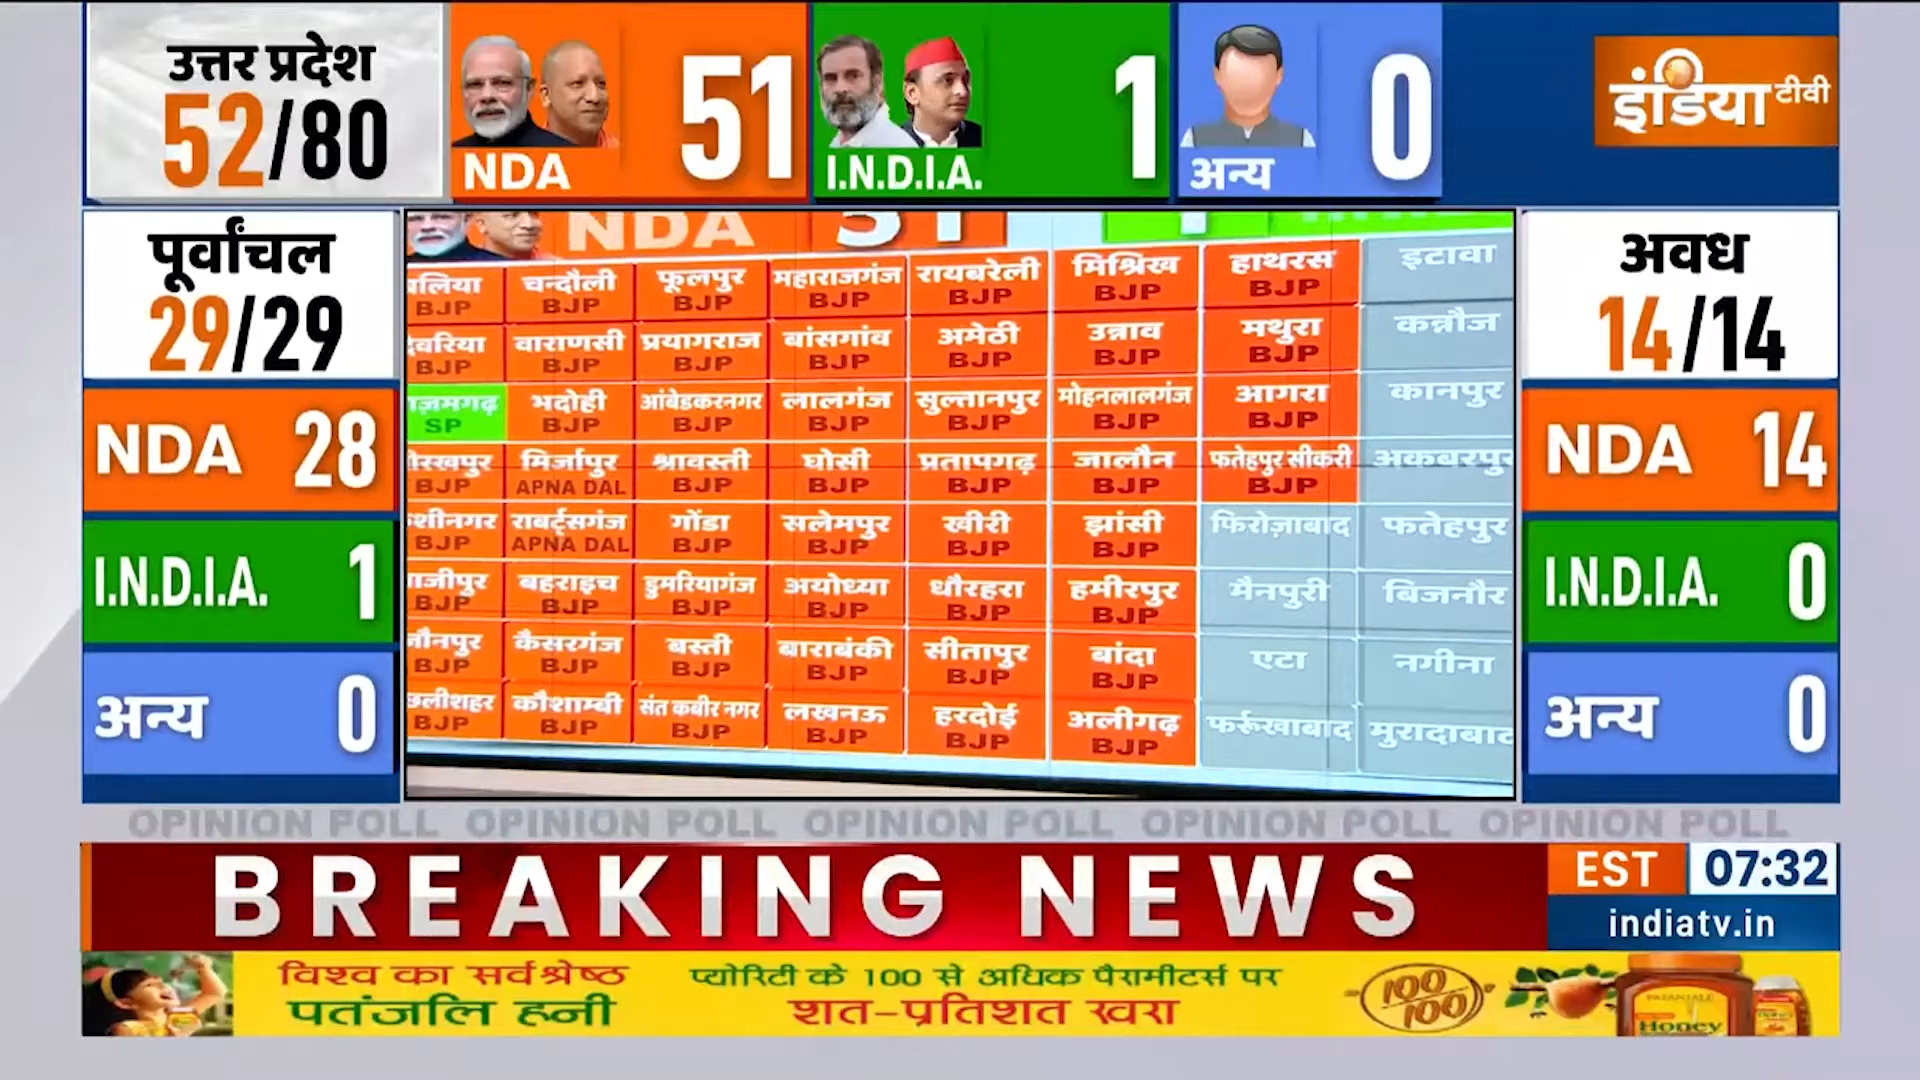 उत्तर प्रदेश
52/80
NDA
51
I.N.D.I.A.
1
अन्य
0
इंडिया टीवी
पूर्वांचल
29/29
NDA 28
I.N.D.I.A. 1
अन्य 0
NDA
चन्दौली फूलपुर महाराजगंज रायबरेली मिश्रिख हाथरस इटावा
BJP BJP BJP BJP BJP BJP BJP
वाराणसी प्रयागराज बांसगांव अमेठी उन्नाव मथुरा कन्नौज
BJP BJP BJP BJP BJP BJP BJP
भदोही आंबेडकरनगर लालगंज सुल्तानपुर मोहनलालगंज आगरा कानपुर
SP BJP BJP BJP BJP BJP BJP
मिर्जापुर श्रावस्ती घोसी प्रतापगढ़ जालौन फतेहपुर सीकरी अकबरपुर
BJP APNA DAL BJP BJP BJP BJP BJP
राबर्ट्सगंज गोंडा सलेमपुर खीरी झांसी फिरोज़ाबाद फतेहपुर
BJP APNA DAL BJP BJP BJP BJP
बहराइच डुमरियागंज अयोध्या धौरहरा हमीरपुर मैनपुरी बिजनौर
BJP BJP BJP BJP BJP BJP
कैसरगंज बस्ती बाराबंकी सीतापुर बांदा एटा नगीना
BJP BJP BJP BJP BJP BJP
कौशाम्बी संत कबीर नगर लखनऊ हरदोई अलीगढ़ फर्रूखाबाद मुरादाबाद
BJP BJP BJP BJP BJP BJP
अवध
14/14
NDA 14
I.N.D.I.A. 0
अन्य 0
OPINION POLL OPINION POLL OPINION POLL OPINION POLL OPINION POLL
BREAKING NEWS
EST 07:32
indiatv.in
विश्व का सर्वश्रेष्ठ
पतंजलि हनी
प्योरिटी के 100 से अधिक पैरामीटर्स पर
शत-प्रतिशत खरा
100/100
PATANJALI
Honey